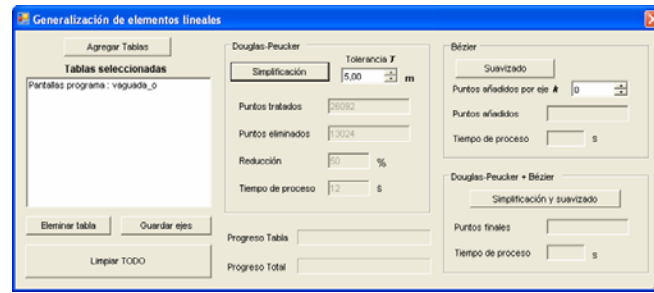 Generalización de elementos lineales
Agregar Tablas
Tablas seleccionadas
Pantallas programa : vaguada_o
Eleminar tabla
Guardar ejes
Limpiar TODO
Douglas-Peucker
Simplificación
Tolerancia T
5,00 m
Puntos tratados 26092
Puntos eliminados 13024
Reducción 50 %
Tiempo de proceso 12 s
Progreso Tabla
Progreso Total
Bézier
Suavizado
Puntos añadidos por eje k 0
Puntos añadidos
Tiempo de proceso s
Douglas-Peucker + Bézier
Simplificación y suavizado
Puntos finales
Tiempo de proceso s